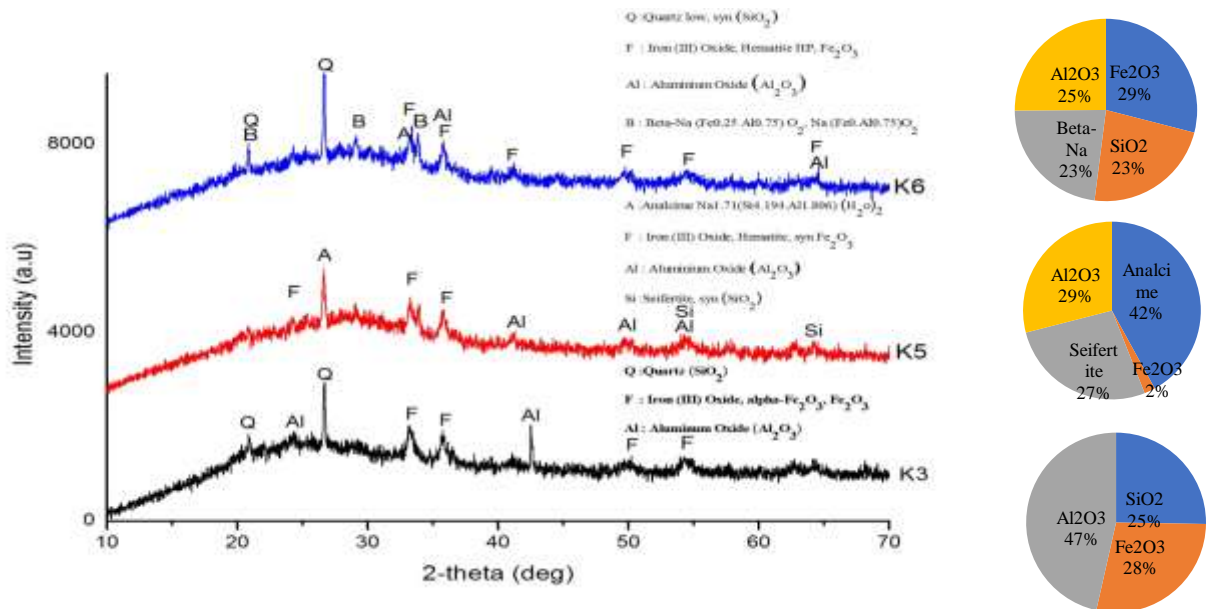 Q :Quartz low, syn (SiO₂)
F : Iron (III) Oxide, Hematite HP, Fe₂O₃
Al : Aluminium Oxide (Al₂O₃)
B : Beta-Na (Fe0.25 Al0.75) O₂, Na (Fe0.Al0.75)O₂
Q
Q
B
B
F
A
B
Al
F
F
F
F
F
Al
K6
8000
A :Analcime Na1.71(Si4.194 Al1.806) (H₂o)₂
F : Iron (III) Oxide, Hematite, syn Fe₂O₃
Al : Aluminium Oxide (Al₂O₃)
Si : Seifertite, syn (SiO₂)
F
A
F
F
Al
Al
Si
Al
Si
K5
4000
Q :Quartz (SiO₂)
F : Iron (III) Oxide, alpha-Fe₂O₃, Fe₂O₃
Al : Aluminum Oxide (Al₂O₃)
Q
Al
Q
F
F
Al
F
F
K3
0
10 20 30 40 50 60 70
2-theta (deg)
Intensity (a.u)
Al2O3
25%
Fe2O3
29%
Beta-
Na
23%
SiO2
23%
Al2O3
29%
Analci
me
42%
Seifert
ite
27%
Fe2O3
2%
Al2O3
47%
SiO2
25%
Fe2O3
28%